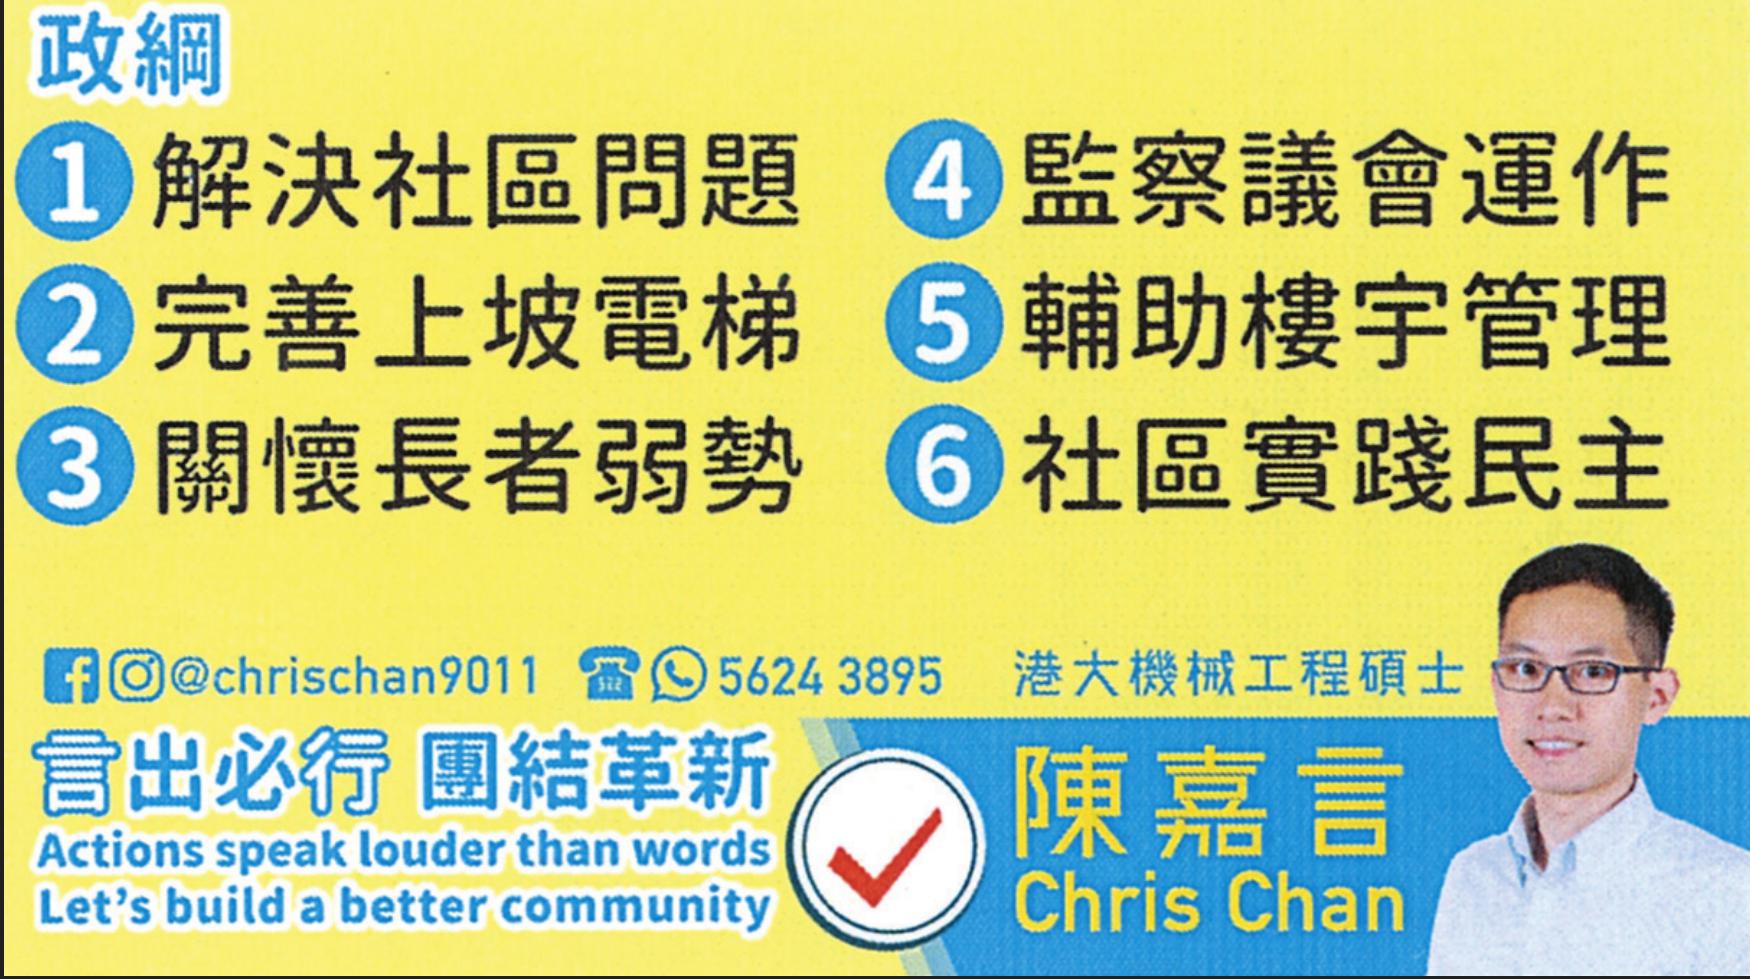 政綱
1 解決社區問題
2 完善上坡電梯
3 關懷長者弱勢
4 監察議會運作
5 輔助樓宇管理
6 社區實踐民主
@chrischan9011 5624 3895 港大機械工程碩士
言出必行 團結革新
Actions speak louder than words
Let's build a better community
陳嘉言
Chris Chan